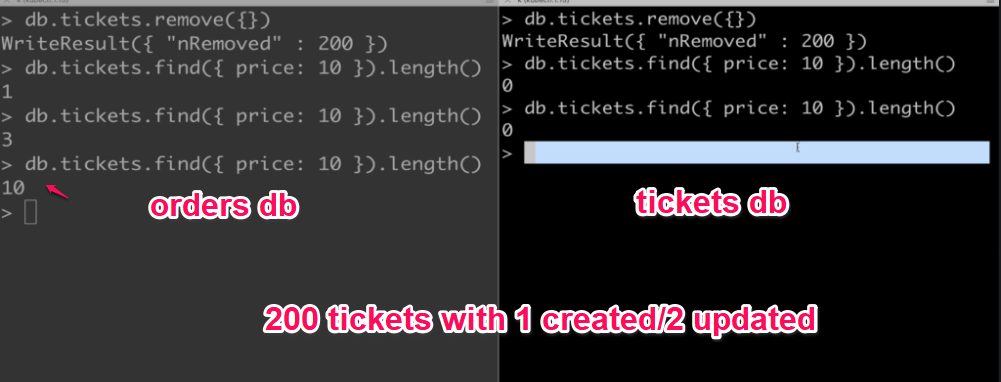 > db.tickets.remove({})
WriteResult({ "nRemoved" : 200 })
> db.tickets.find({ price: 10 }).length()
1
> db.tickets.find({ price: 10 }).length()
3
> db.tickets.find({ price: 10 }).length()
10
>
orders db
> db.tickets.remove({})
WriteResult({ "nRemoved" : 200 })
> db.tickets.find({ price: 10 }).length()
0
> db.tickets.find({ price: 10 }).length()
0
>
tickets db
200 tickets with 1 created/2 updated